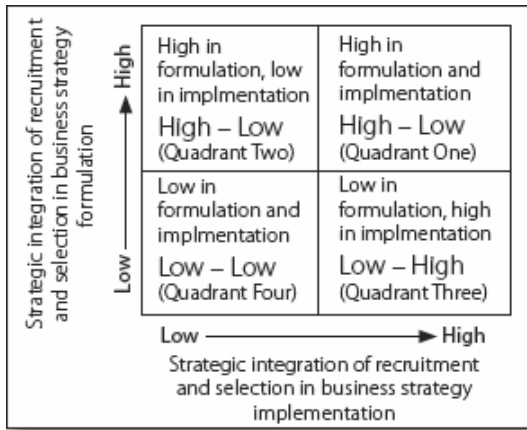 Strategic integration of recruitment
and selection in business strategy
formulation
Low
High
High in
formulation, low
in implmentation
High – Low
(Quadrant Two)
High in
formulation and
implmentation
High – Low
(Quadrant One)
Low in
formulation and
implmentation
Low – Low
(Quadrant Four)
Low in
formulation, high
in implmentation
Low – High
(Quadrant Three)
Low
High
Strategic integration of recruitment
and selection in business strategy
implementation